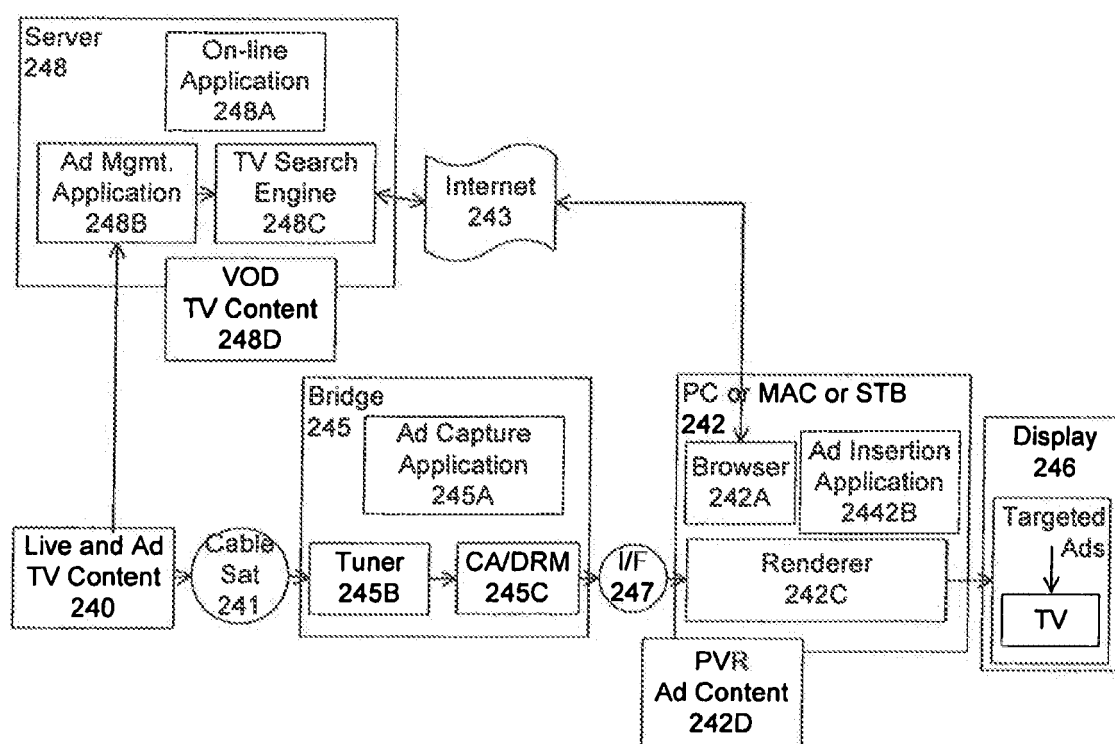 Server
248
On-line
Application
248A
Ad Mgmt.
Application
248B
TV Search
Engine
248C
Internet
243
VOD
TV Content
248D
Bridge
245
Ad Capture
Application
245A
PC or MAC or STB
242
Browser
242A
Ad Insertion
Application
2442B
Display
246
Targeted
Ads
TV
Live and Ad
TV Content
240
Cable
Sat
241
Tuner
245B
CA/DRM
245C
I/F
247
Renderer
242C
PVR
Ad Content
242D